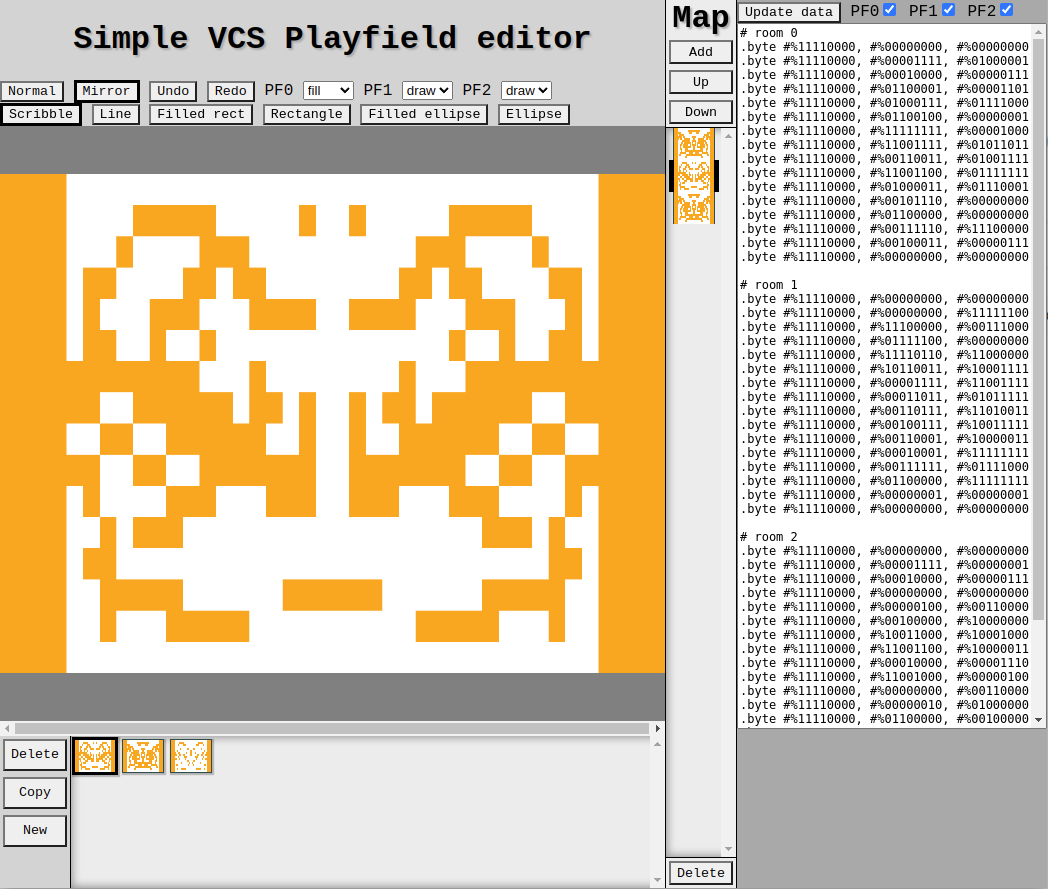 Simple VCS Playfield editor
Normal Mirror Undo Redo PF0 fill PF1 draw PF2 draw
Scribble Line Filled rect Rectangle Filled ellipse Ellipse
Delete
Copy
New
Map
Add
Up
Down
Delete
Update data PF0 PF1 PF2
# room 0
.byte #%11110000, #%00000000, #%00000000
.byte #%11110000, #%00001111, #%01000001
.byte #%11110000, #%00010000, #%00000111
.byte #%11110000, #%01100001, #%00001101
.byte #%11110000, #%01000111, #%01111000
.byte #%11110000, #%01100100, #%00000001
.byte #%11110000, #%11111111, #%00001000
.byte #%11110000, #%11001111, #%01011011
.byte #%11110000, #%00110011, #%01001111
.byte #%11110000, #%11001100, #%01111111
.byte #%11110000, #%01000011, #%01110001
.byte #%11110000, #%00101110, #%00000000
.byte #%11110000, #%01100000, #%00000000
.byte #%11110000, #%00111110, #%11100000
.byte #%11110000, #%00100011, #%00000111
.byte #%11110000, #%00000000, #%00000000
# room 1
.byte #%11110000, #%00000000, #%00000000
.byte #%11110000, #%00000000, #%11111100
.byte #%11110000, #%11100000, #%00111000
.byte #%11110000, #%01111100, #%00000000
.byte #%11110000, #%11110110, #%11000000
.byte #%11110000, #%10110011, #%10001111
.byte #%11110000, #%00001111, #%11001111
.byte #%11110000, #%00011011, #%01011111
.byte #%11110000, #%00110111, #%11010011
.byte #%11110000, #%00100111, #%10011111
.byte #%11110000, #%00110001, #%10000011
.byte #%11110000, #%00010001, #%11111111
.byte #%11110000, #%00111111, #%01111000
.byte #%11110000, #%01100000, #%11111111
.byte #%11110000, #%00000001, #%00000001
.byte #%11110000, #%00000000, #%00000000
# room 2
.byte #%11110000, #%00000000, #%00000000
.byte #%11110000, #%00001111, #%00000001
.byte #%11110000, #%00010000, #%00000111
.byte #%11110000, #%00000000, #%00000000
.byte #%11110000, #%00000100, #%00110000
.byte #%11110000, #%00100000, #%10000000
.byte #%11110000, #%10011000, #%10001000
.byte #%11110000, #%11001100, #%10000011
.byte #%11110000, #%00010000, #%00001110
.byte #%11110000, #%11001000, #%00000100
.byte #%11110000, #%00000000, #%00110000
.byte #%11110000, #%00000010, #%01000000
.byte #%11110000, #%01100000, #%00100000